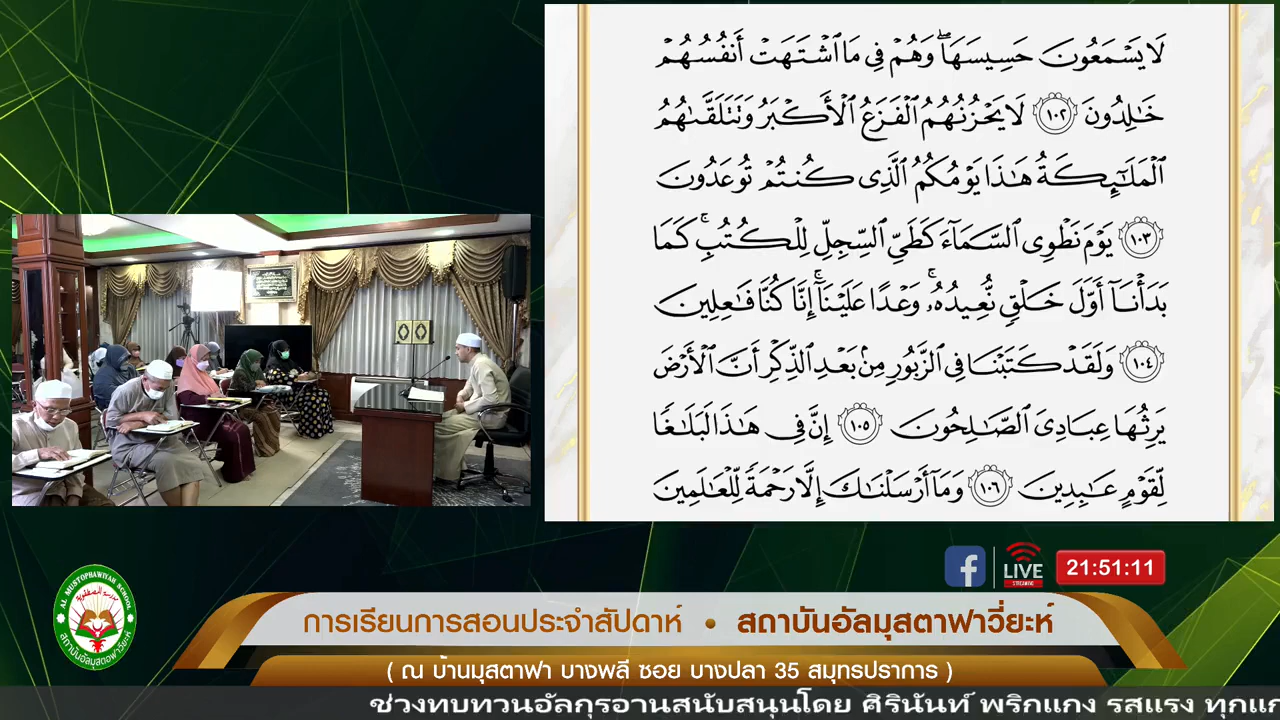 لَا يَسْمَعُونَ حَسِيسَهَا ۖ وَهُمْ فِي مَا ٱشْتَهَتْ أَنفُسُهُمْ
خَـٰلِدُونَ ١٠٢ لَا يَحْزُنُهُمُ ٱلْفَزَعُ ٱلْأَكْبَرُ وَتَتَلَقَّىٰهُمُ
ٱلْمَلَـٰٓئِكَةُ هَـٰذَا يَوْمُكُمُ ٱلَّذِى كُنتُمْ تُوعَدُونَ
١٠٣ يَوْمَ نَطْوِى ٱلسَّمَآءَ كَطَىِّ ٱلسِّجِلِّ لِلْكُتُبِ ۚ كَمَا
بَدَأْنَآ أَوَّلَ خَلْقٍ نُّعِيدُهُۥ ۚ وَعْدًا عَلَيْنَآ ۚ إِنَّا كُنَّا فَـٰعِلِينَ
١٠٤ وَلَقَدْ كَتَبْنَا فِى ٱلزَّبُورِ مِنۢ بَعْدِ ٱلذِّكْرِ أَنَّ ٱلْأَرْضَ
يَرِثُهَا عِبَادِىَ ٱلصَّـٰلِحُونَ ١٠٥ إِنَّ فِى هَـٰذَا لَبَلَـٰغًا
لِّقَوْمٍ عَـٰبِدِينَ ١٠٦ وَمَآ أَرْسَلْنَـٰكَ إِلَّا رَحْمَةً لِّلْعَـٰلَمِينَ
f
LIVE
STREAMING
21:51:11
AL MUSTOPHAWIYAH SCHOOL
สถาบันอัลมุสตอฟาวียะห์
การเรียนการสอนประจำสัปดาห์ • สถาบันอัลมุสตาฟาวี่ยะห์
( ณ บ้านมุสตาฟา บางพลี ซอย บางปลา 35 สมุทรปราการ )
ช่วงทบทวนอัลกุรอานสนับสนุนโดย ศิรินันท์ พริกแกง รสแรง ทุกแก